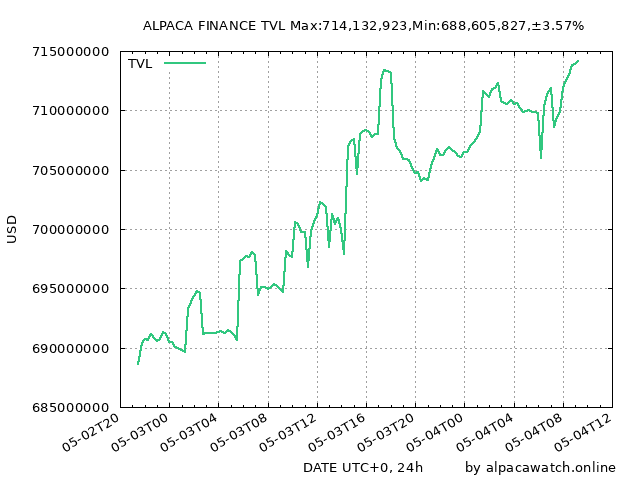 ALPACA FINANCE TVL Max:714,132,923,Min:688,605,827,±3.57%
715000000
TVL
710000000
705000000
700000000
USD
695000000
690000000
685000000
05-02T20 05-03T00 05-03T04 05-03T08 05-03T12 05-03T16 05-03T20 05-04T00 05-04T04 05-04T08 05-04T12
DATE UTC+0, 24h by alpacawatch.online